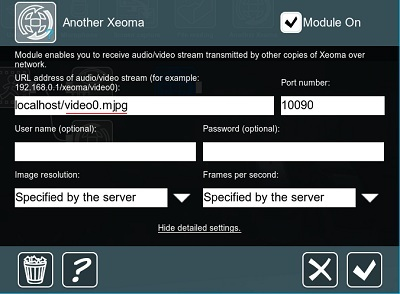 Another Xeoma
Module On
Module enables you to receive audio/video stream transmitted by other copies of Xeoma over
network.
URL address of audio/video stream (for example:
192.168.0.1/xeoma/video0):
Port number:
localhost/video0.mjpg
10090
User name (optional):
Password (optional):
Image resolution:
Frames per second:
Specified by the server
Specified by the server
Hide detailed settings.
?